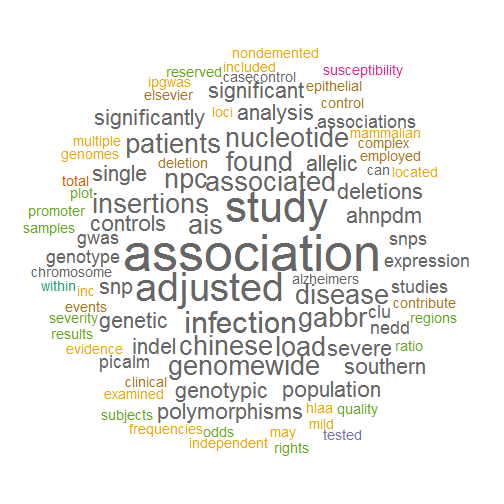 nondemented
reserved included susceptibility
ipgwas casecontrol epithelial
elsevier significant control
significantly loci analysis associations
multiple patients nucleotide mammalian
genomes deletion found allelic complex employed
total single npc associated can located
plot insertions study deletions
promoter controls ais ahnpdm
samples gwas association snps
genotype adjusted expression
chromosome alzheimers
within inc snp disease studies
events gabbr clu contribute
severity genetic infection nedd regions
results indel chinese load severe ratio
evidence picalm genomewide southern
clinical genotypic population
examined polymorphisms hlaa quality
subjects frequencies odds may mild tested
independent rights